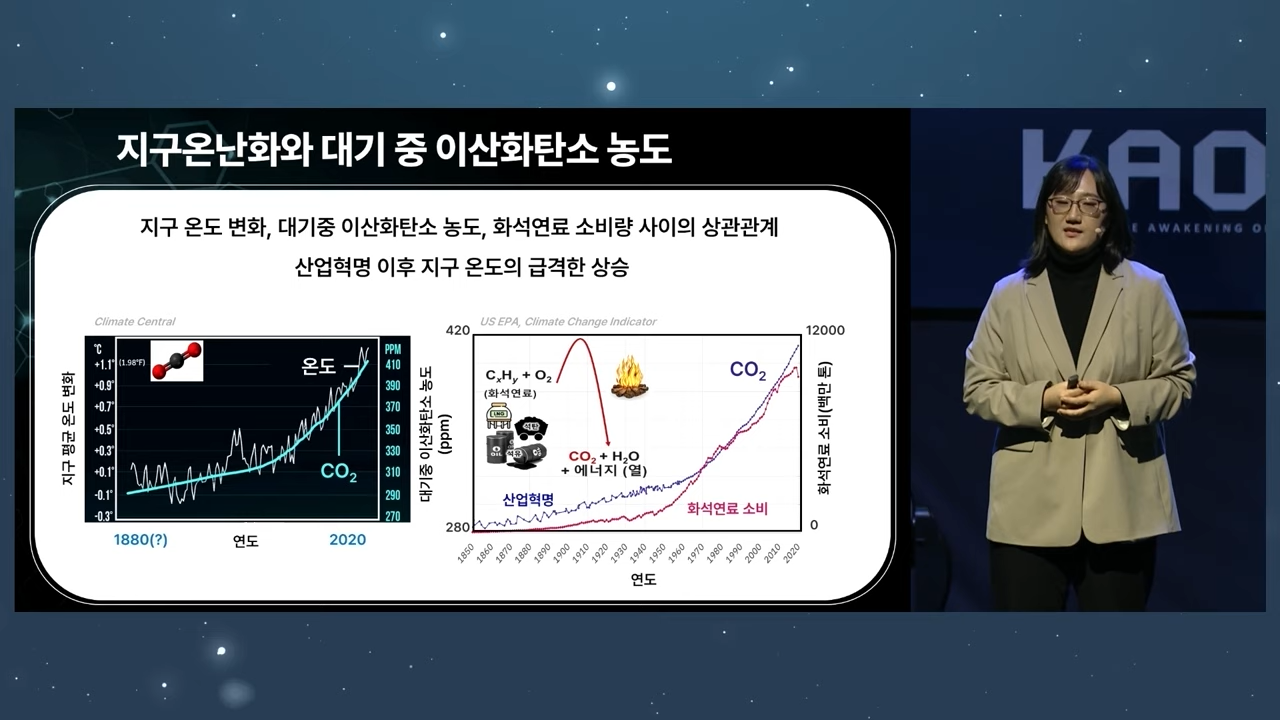 지구온난화와 대기 중 이산화탄소 농도
지구 온도 변화, 대기중 이산화탄소 농도, 화석연료 소비량 사이의 상관관계
산업혁명 이후 지구 온도의 급격한 상승
Climate Central
°C
+1.1°
(1.98°F)
+0.9°
+0.7°
+0.5°
+0.3°
+0.1°
-0.1°
-0.3°
지구 평균 온도 변화
온도
CO₂
PPM
410
390
370
350
330
310
290
270
1880(?)
연도
2020
US EPA, Climate Change Indicator
420
280
대기중 이산화탄소 농도
(ppm)
CₓHᵧ + O₂
(화석연료)
LNG
석탄
OIL
석유
CO₂ + H₂O
+ 에너지 (열)
CO₂
산업혁명
화석연료 소비
12000
0
화석연료 소비(백만 톤)
1850
1860
1870
1880
1890
1900
1910
1920
1930
1940
1950
1960
1970
1980
1990
2000
2010
2020
연도
KAO
E AWAKENING O